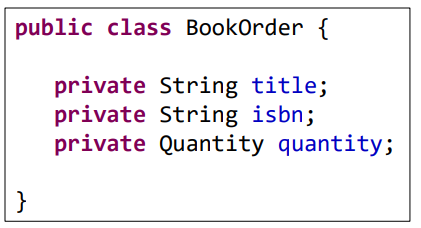 public class BookOrder {
private String title;
private String isbn;
private Quantity quantity;
}